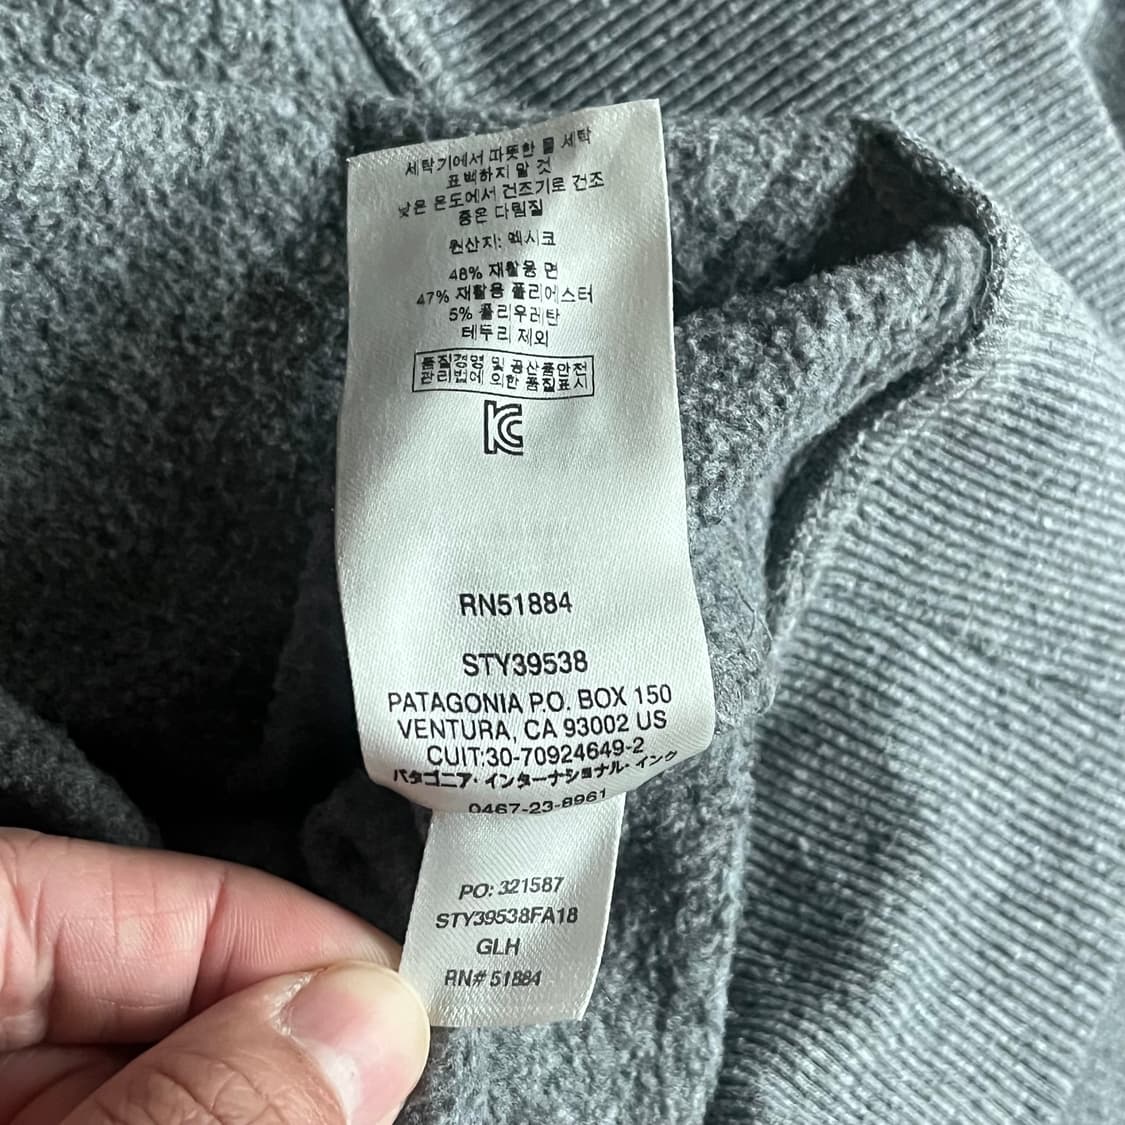 세탁기에서 따뜻한 물 세탁
표백하지 말 것
낮은 온도에서 건조기로 건조
중온 다림질
원산지: 멕시코
48% 재활용 면
47% 재활용 폴리에스터
5% 폴리우레탄
테두리 제외
품질경영 및 공산품안전
관리법에 의한 품질표시
KC
RN51884
STY39538
PATAGONIA P.O. BOX 150
VENTURA, CA 93002 US
CUIT:30-70924649-2
パタゴニア・インターナショナル・インク
0467-23-8961
PO: 321587
STY39538FA18
GLH
RN# 51884